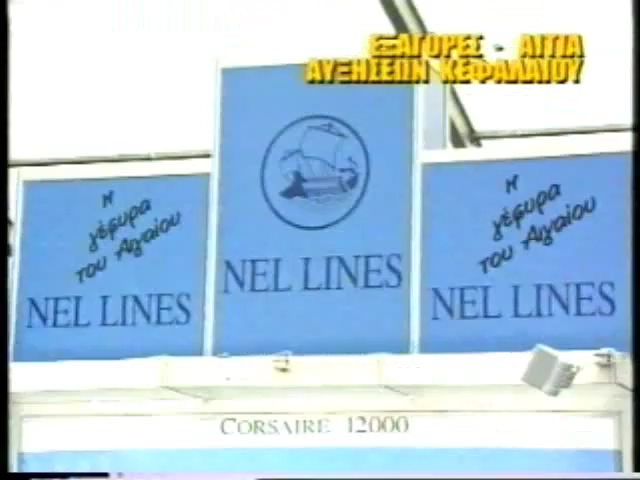 ΕΞΑΓΟΡΕΣ - ΑΙΤΙΑ
ΑΥΞΗΣΕΩΝ ΚΕΦΑΛΑΙΟΥ
Η
γέφυρα
του Αιγαίου
NEL LINES
NEL LINES
Η
γέφυρα
του Αιγαίου
NEL LINES
CORSAIRE 12000